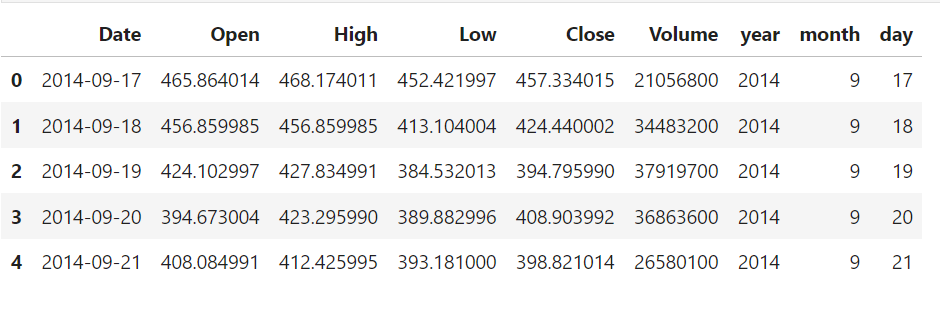 Date Open High Low Close Volume year month day
0 2014-09-17 465.864014 468.174011 452.421997 457.334015 21056800 2014 9 17
1 2014-09-18 456.859985 456.859985 413.104004 424.440002 34483200 2014 9 18
2 2014-09-19 424.102997 427.834991 384.532013 394.795990 37919700 2014 9 19
3 2014-09-20 394.673004 423.295990 389.882996 408.903992 36863600 2014 9 20
4 2014-09-21 408.084991 412.425995 393.181000 398.821014 26580100 2014 9 21